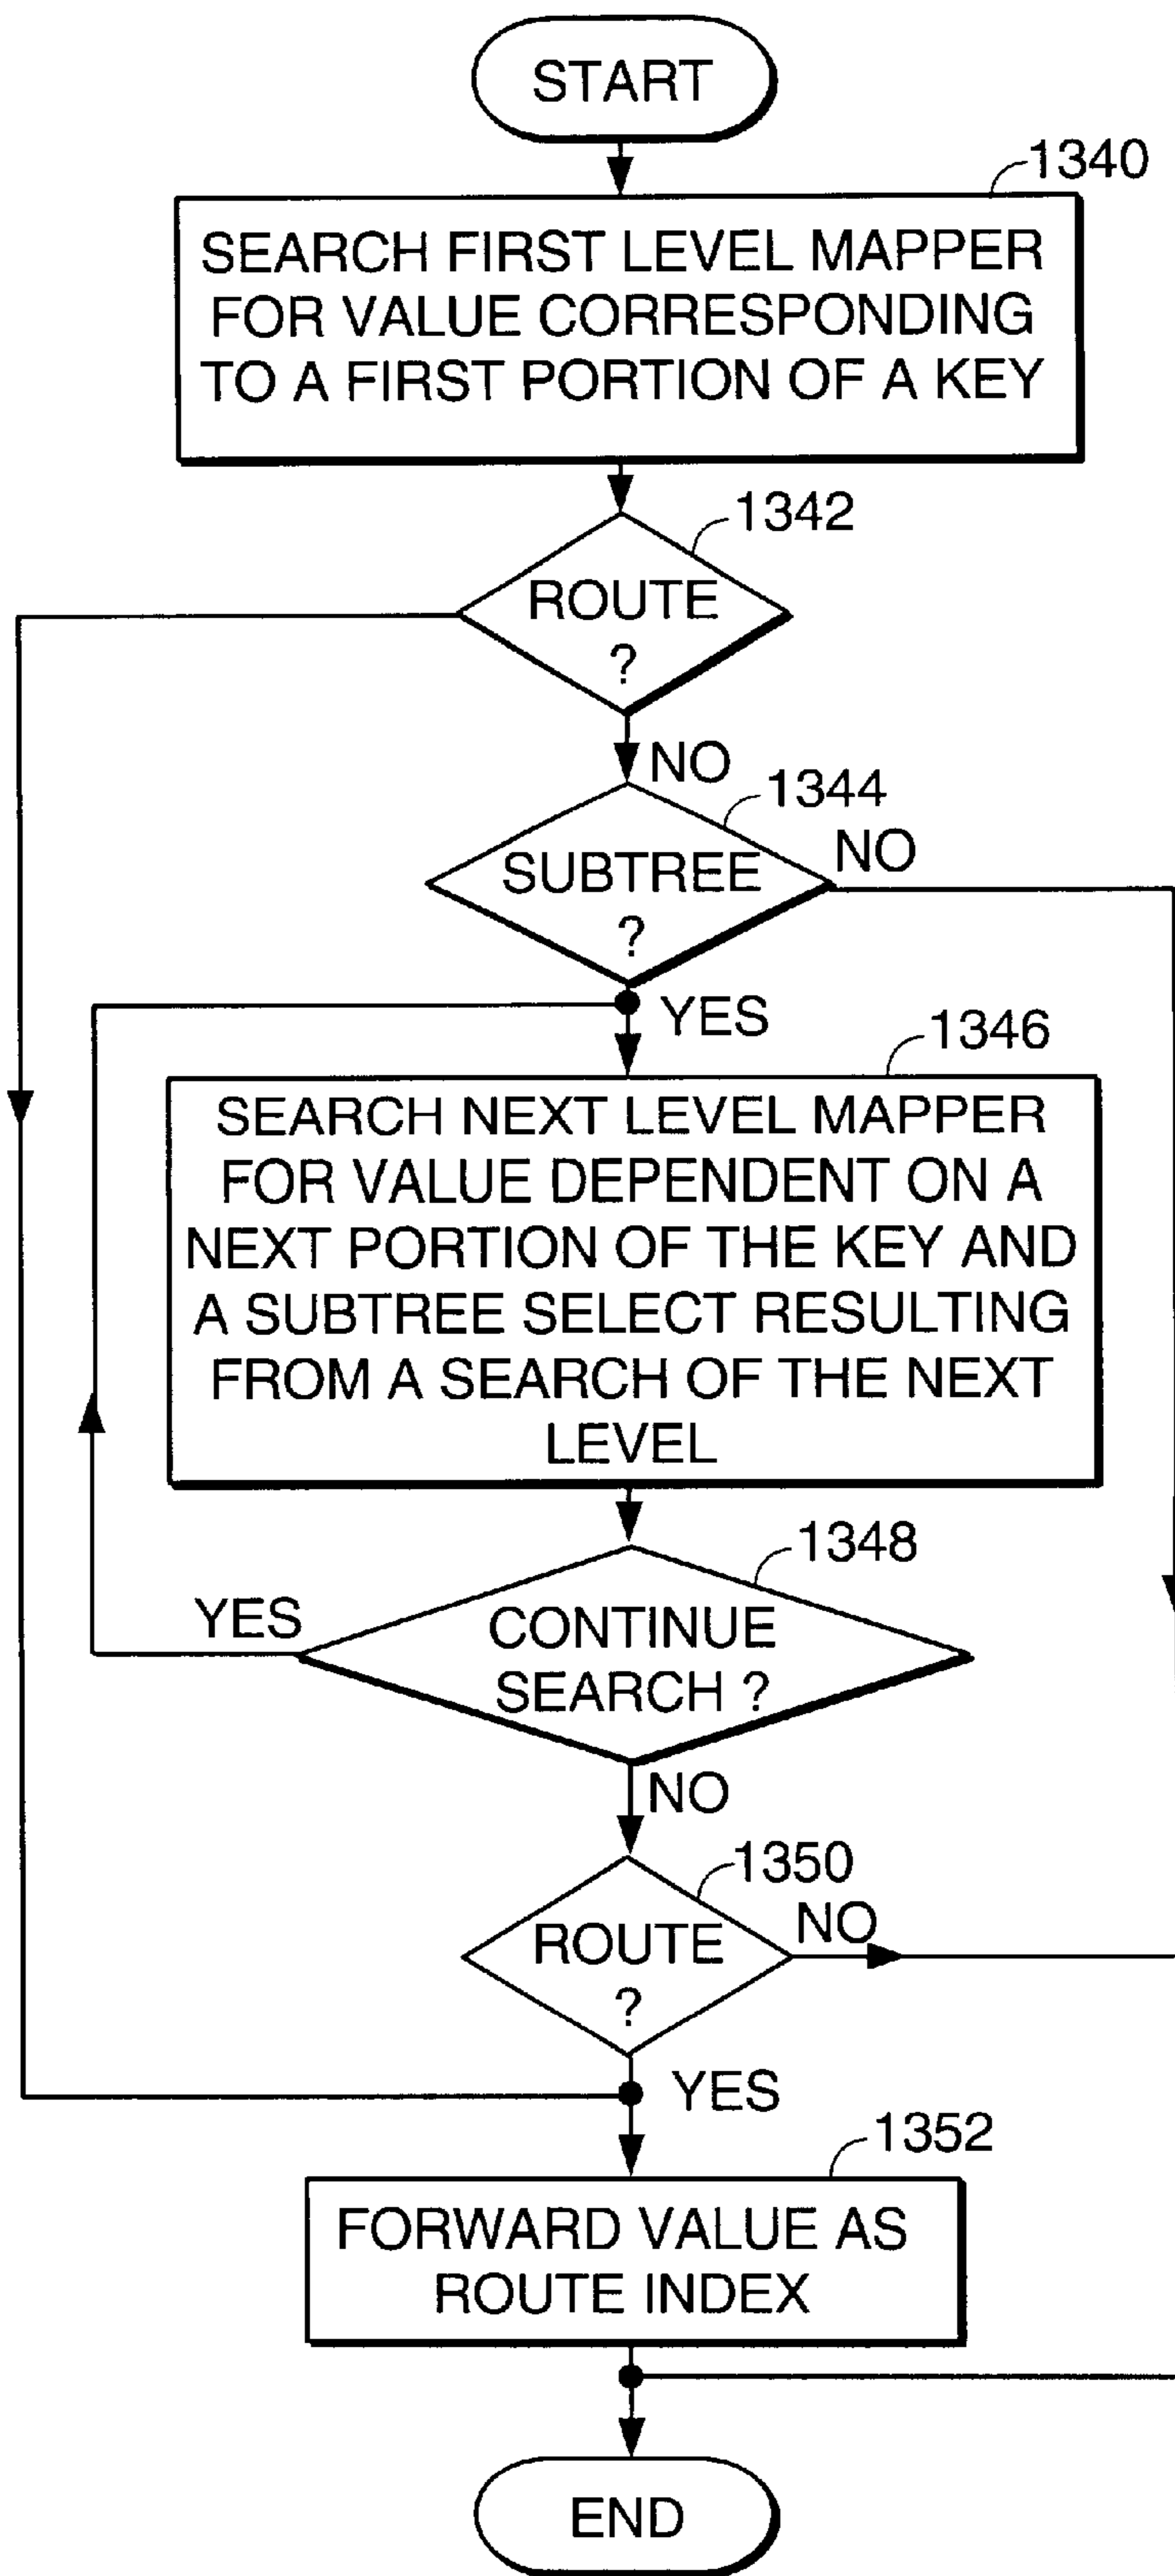 START
1340
SEARCH FIRST LEVEL MAPPER
FOR VALUE CORRESPONDING
TO A FIRST PORTION OF A KEY
1342
ROUTE
?
NO
1344
SUBTREE
?
NO
YES
1346
SEARCH NEXT LEVEL MAPPER
FOR VALUE DEPENDENT ON A
NEXT PORTION OF THE KEY AND
A SUBTREE SELECT RESULTING
FROM A SEARCH OF THE NEXT
LEVEL
1348
YES
CONTINUE
SEARCH ?
NO
1350
ROUTE
?
NO
YES
1352
FORWARD VALUE AS
ROUTE INDEX
END